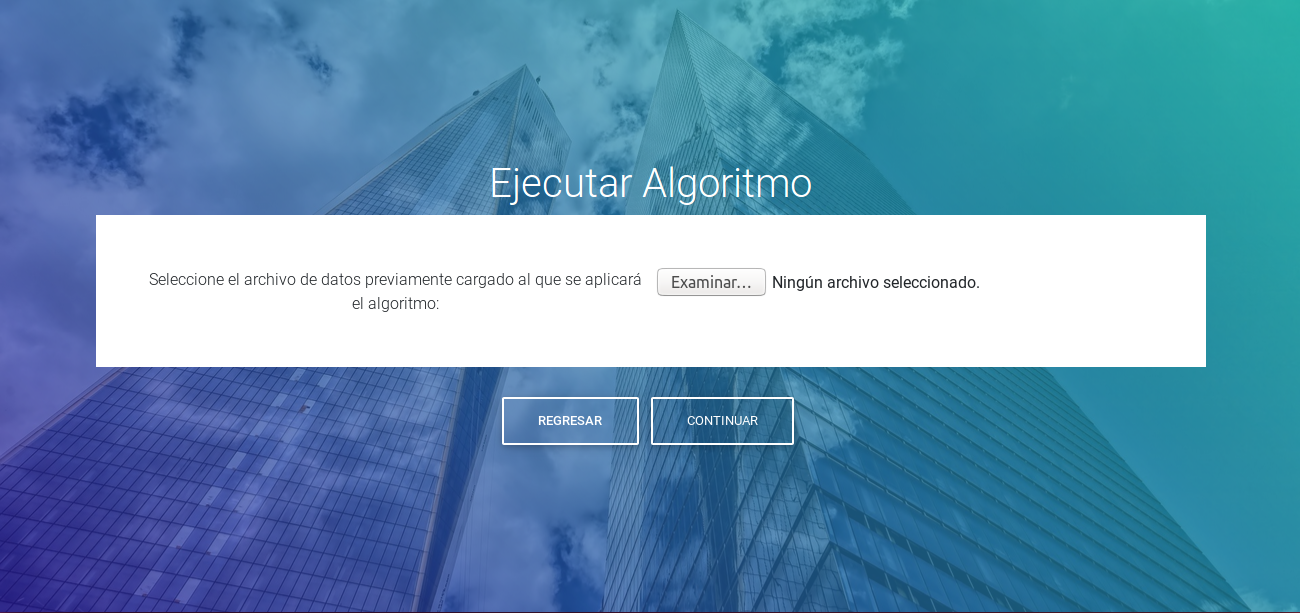 Ejecutar Algoritmo
Seleccione el archivo de datos previamente cargado al que se aplicará
el algoritmo:
Examinar... Ningún archivo seleccionado.
REGRESAR CONTINUAR